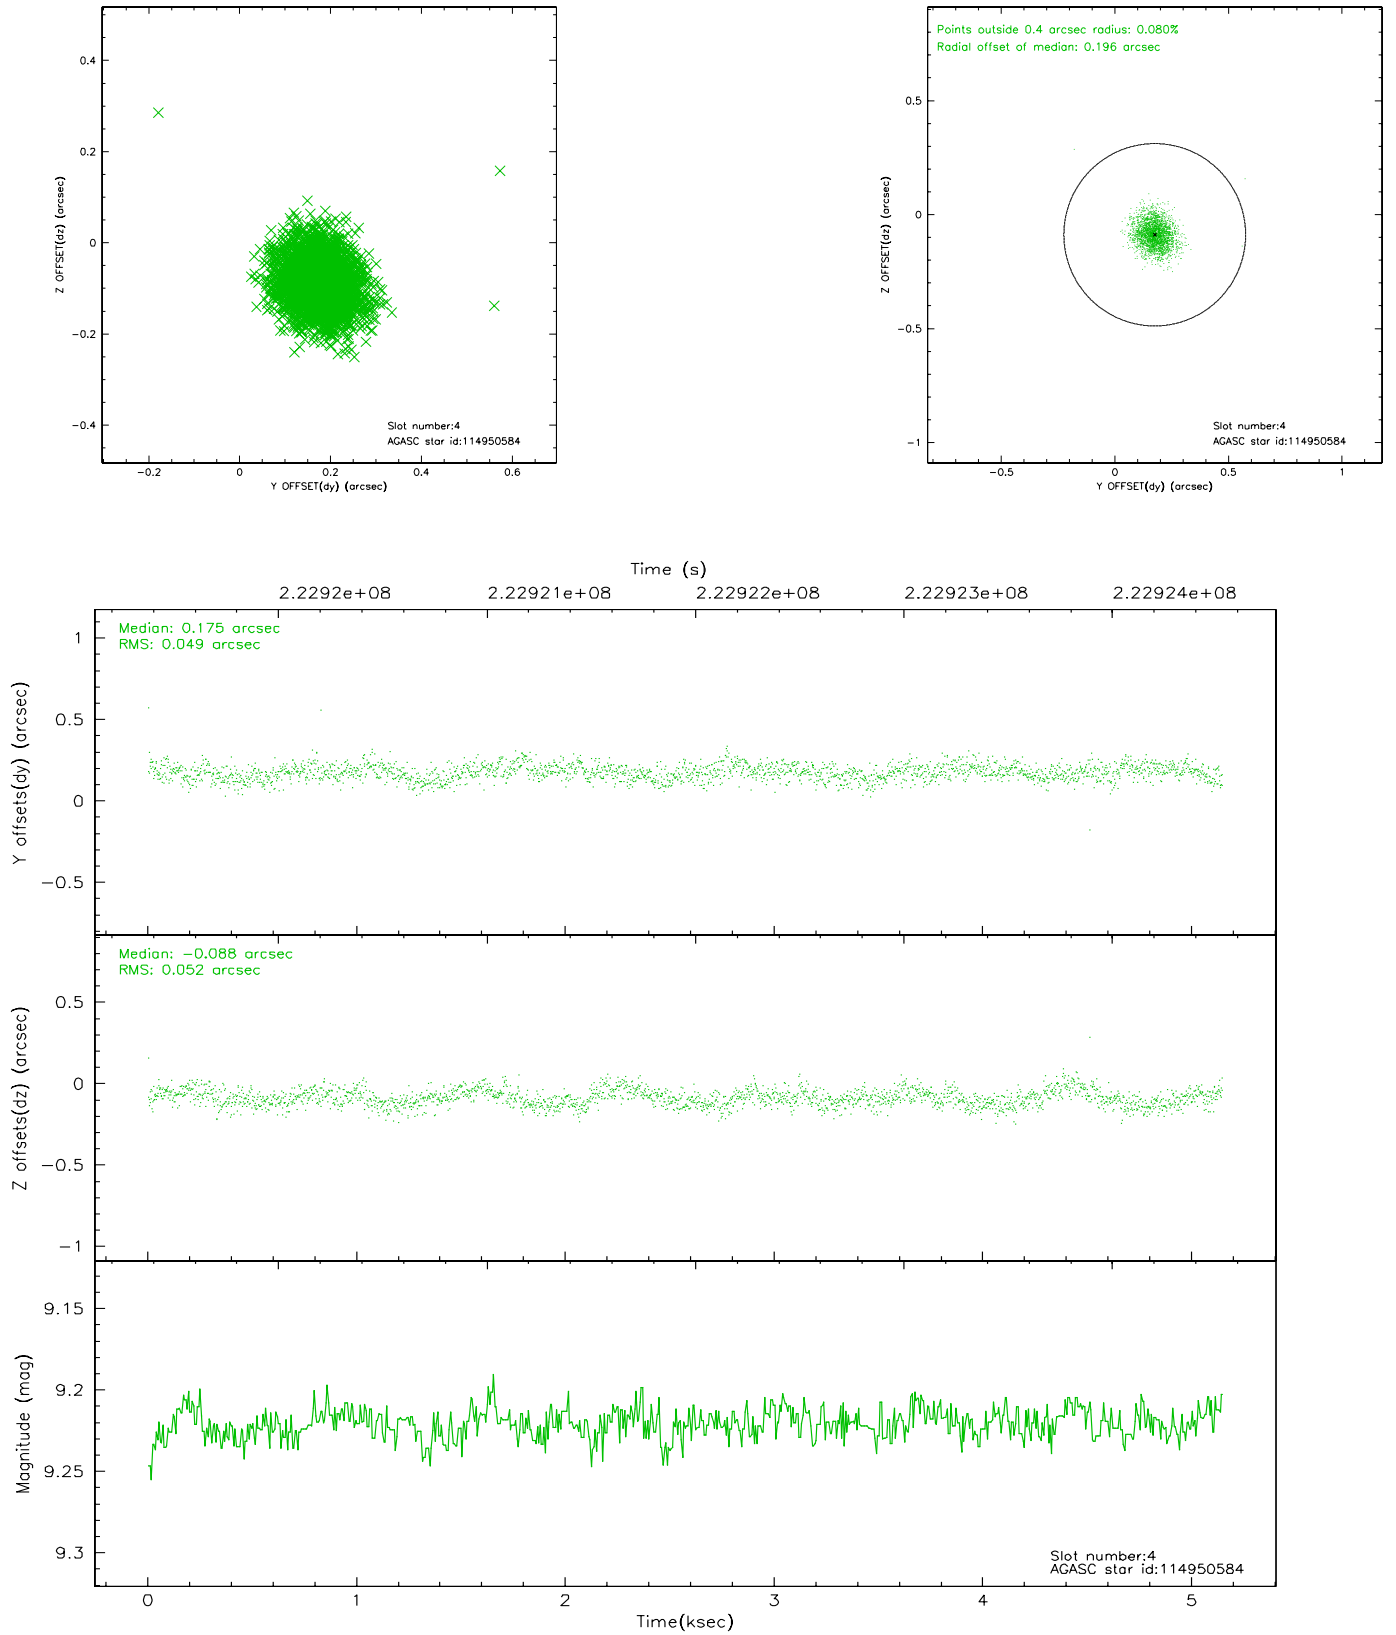 0.4
0.2
0
−0.2
−0.4
Z OFFSET(dz) (arcsec)
Slot number:4
AGASC star id:114950584
−0.2
0
0.2
0.4
0.6
Y OFFSET(dy) (arcsec)
Points outside 0.4 arcsec radius: 0.080%
Radial offset of median: 0.196 arcsec
0.5
0
−0.5
−1
Z OFFSET(dz) (arcsec)
Slot number:4
AGASC star id:114950584
−0.5
0
0.5
1
Y OFFSET(dy) (arcsec)
Time (s)
2.2292e+08
2.22921e+08
2.22922e+08
2.22923e+08
2.22924e+08
Median: 0.175 arcsec
RMS: 0.049 arcsec
1
0.5
0
−0.5
Y offsets(dy) (arcsec)
Median: −0.088 arcsec
RMS: 0.052 arcsec
0.5
0
−0.5
−1
Z offsets(dz) (arcsec)
9.15
9.2
9.25
9.3
Magnitude (mag)
Slot number:4
AGASC star id:114950584
0
1
2
3
4
5
Time(ksec)